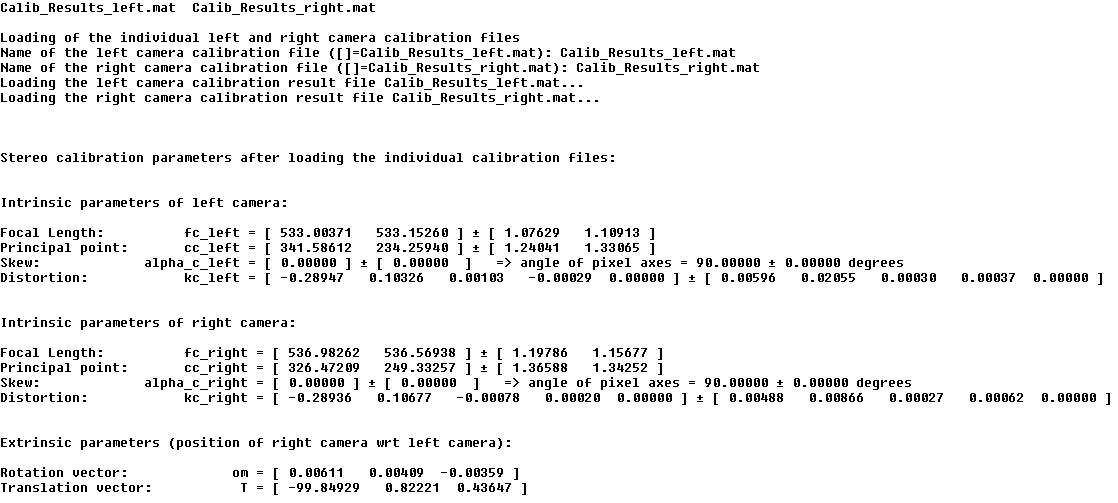 Calib_Results_left.mat  Calib_Results_right.mat
Loading of the individual left and right camera calibration files
Name of the left camera calibration file ([]=Calib_Results_left.mat): Calib_Results_left.mat
Name of the right camera calibration file ([]=Calib_Results_right.mat): Calib_Results_right.mat
Loading the left camera calibration result file Calib_Results_left.mat...
Loading the right camera calibration result file Calib_Results_right.mat...
Stereo calibration parameters after loading the individual calibration files:
Intrinsic parameters of left camera:
Focal Length:          fc_left = [ 533.00371   533.15260 ] ± [ 1.07629   1.10913 ]
Principal point:       cc_left = [ 341.58612   234.25940 ] ± [ 1.24041   1.33065 ]
Skew:             alpha_c_left = [ 0.00000 ] ± [ 0.00000  ]   => angle of pixel axes = 90.00000 ± 0.00000 degrees
Distortion:            kc_left = [ -0.28947   0.10326   0.00103   -0.00029  0.00000 ] ± [ 0.00596   0.02055   0.00030   0.00037  0.00000 ]
Intrinsic parameters of right camera:
Focal Length:          fc_right = [ 536.98262   536.56938 ] ± [ 1.19786   1.15677 ]
Principal point:       cc_right = [ 326.47209   249.33257 ] ± [ 1.36588   1.34252 ]
Skew:             alpha_c_right = [ 0.00000 ] ± [ 0.00000  ]   => angle of pixel axes = 90.00000 ± 0.00000 degrees
Distortion:            kc_right = [ -0.28936   0.10677   -0.00078   0.00020  0.00000 ] ± [ 0.00488   0.00866   0.00027   0.00062  0.00000 ]
Extrinsic parameters (position of right camera wrt left camera):
Rotation vector:             om = [ 0.00611   0.00409  -0.00359 ]
Translation vector:           T = [ -99.84929   0.82221  0.43647 ]